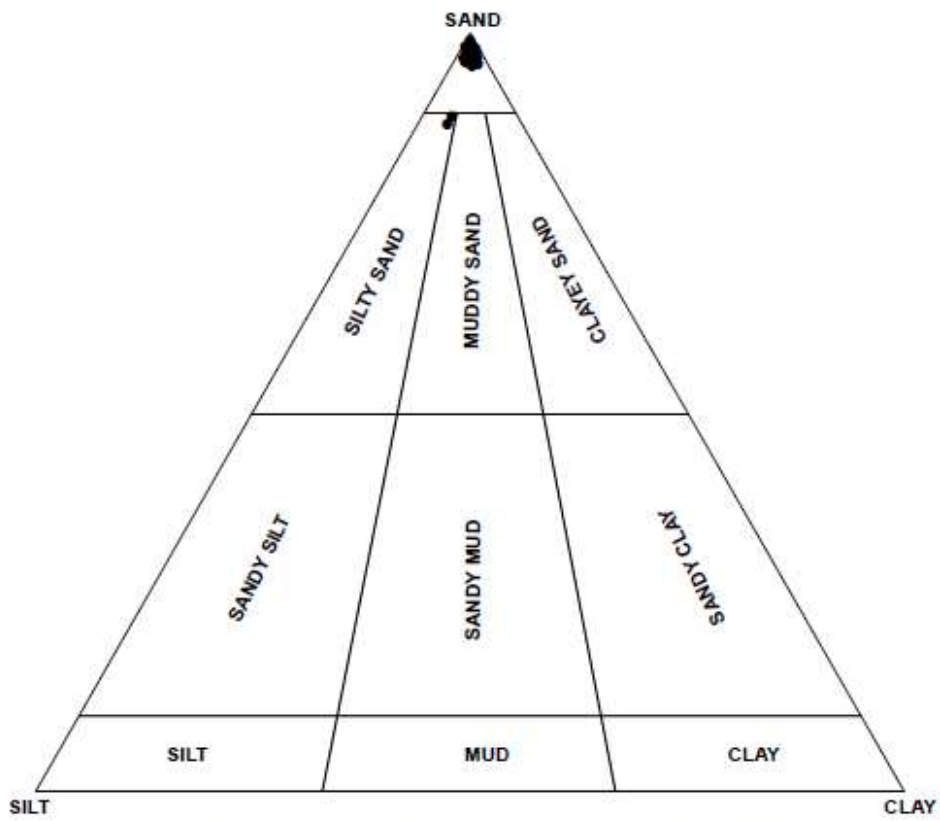 SAND
SILTY SAND
MUDDY SAND
CLAYEY SAND
SANDY SILT
SANDY MUD
SANDY CLAY
SILT
MUD
CLAY
SILT
CLAY